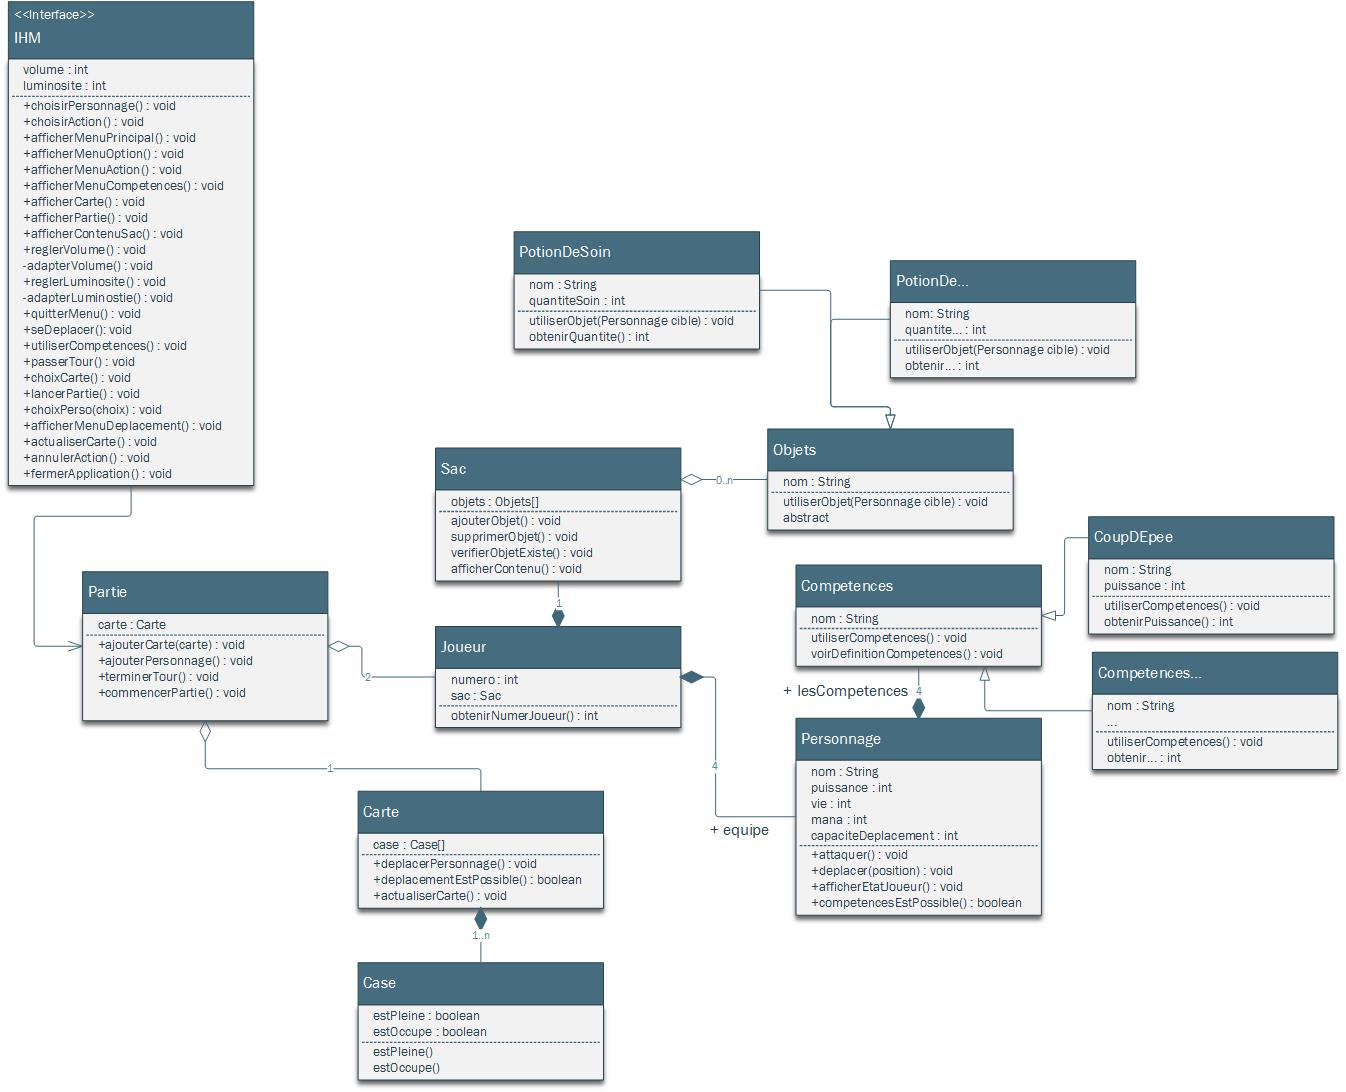 <<Interface>>
IHM
volume : int
luminosite : int
+choisirPersonnage() : void
+choisirAction() : void
+afficherMenuPrincipal() : void
+afficherMenuOption() : void
+afficherMenuAction() : void
+afficherMenuCompetences() : void
+afficherCarte() : void
+afficherPartie() : void
+afficherContenuSac() : void
+reglerVolume() : void
-adapterVolume() : void
+reglerLuminosite() : void
-adapterLuminostie() : void
+quitterMenu() : void
+seDeplacer(): void
+utiliserCompetences() : void
+passerTour() : void
+choixCarte() : void
+lancerPartie() : void
+choixPerso(choix) : void
+afficherMenuDeplacement() : void
+actualiserCarte() : void
+annulerAction() : void
+fermerApplication() : void
PotionDeSoin
nom : String
quantiteSoin : int
utiliserObjet(Personnage cible) : void
obtenirQuantite() : int
PotionDe...
nom: String
quantite... : int
utiliserObjet(Personnage cible) : void
obtenir... : int
Sac
objets : Objets[]
ajouterObjet() : void
supprimerObjet() : void
verifierObjetExiste() : void
afficherContenu() : void
0..n
Objets
nom : String
utiliserObjet(Personnage cible) : void
abstract
CoupDEpee
nom : String
puissance : int
utiliserCompetences() : void
obtenirPuissance() : int
Competences
nom : String
utiliserCompetences() : void
voirDefinitionCompetences() : void
Partie
carte : Carte
+ajouterCarte(carte) : void
+ajouterPersonnage() : void
+terminerTour() : void
+commencerPartie() : void
1
2
Joueur
numero : int
sac : Sac
obtenirNumerJoueur() : int
Competences...
nom : String
...
utiliserCompetences() : void
obtenir... : int
+ lesCompetences
4
Personnage
nom : String
puissance : int
vie : int
mana : int
capaciteDeplacement : int
+attaquer() : void
+deplacer(position) : void
+afficherEtatJoueur() : void
+competencesEstPossible() : boolean
4
+ equipe
1
Carte
case : Case[]
+deplacerPersonnage() : void
+deplacementEstPossible() : boolean
+actualiserCarte() : void
1..n
Case
estPleine : boolean
estOccupe : boolean
estPleine()
estOccupe()